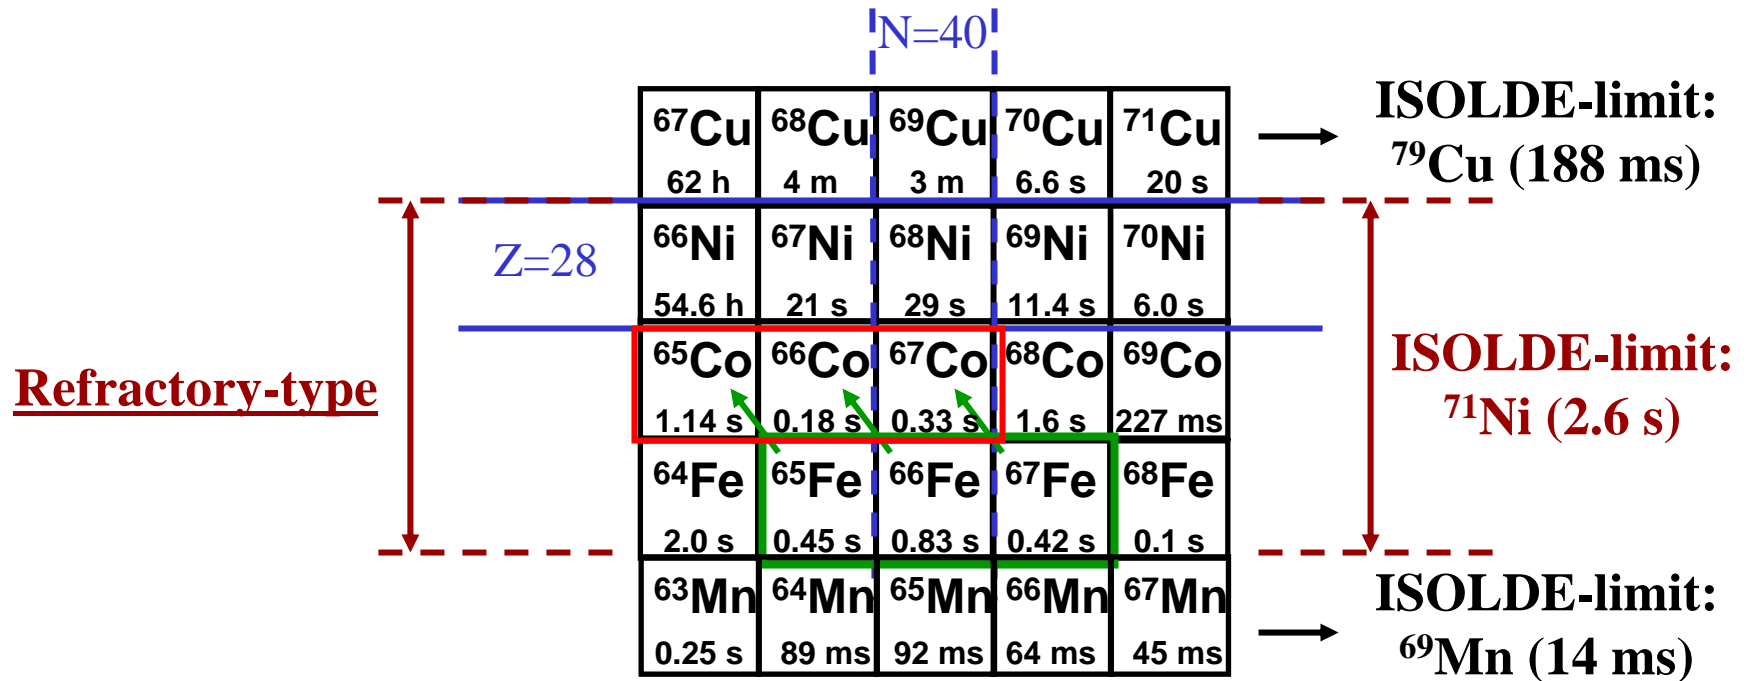 N=40
⁶⁷Cu ⁶⁸Cu ⁶⁹Cu ⁷⁰Cu ⁷¹Cu
62 h 4 m 3 m 6.6 s 20 s
ISOLDE-limit:
⁷⁹Cu (188 ms)
Z=28
⁶⁶Ni ⁶⁷Ni ⁶⁸Ni ⁶⁹Ni ⁷⁰Ni
54.6 h 21 s 29 s 11.4 s 6.0 s
Refractory-type
⁶⁵Co ⁶⁶Co ⁶⁷Co ⁶⁸Co ⁶⁹Co
1.14 s 0.18 s 0.33 s 1.6 s 227 ms
ISOLDE-limit:
⁷¹Ni (2.6 s)
⁶⁴Fe ⁶⁵Fe ⁶⁶Fe ⁶⁷Fe ⁶⁸Fe
2.0 s 0.45 s 0.83 s 0.42 s 0.1 s
⁶³Mn ⁶⁴Mn ⁶⁵Mn ⁶⁶Mn ⁶⁷Mn
0.25 s 89 ms 92 ms 64 ms 45 ms
ISOLDE-limit:
⁶⁹Mn (14 ms)